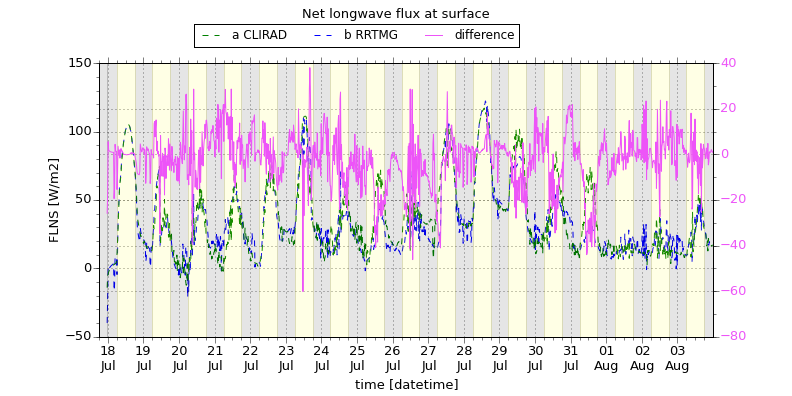 Net longwave flux at surface
a CLIRAD b RRTMG difference
150 40
100 20
0
50 −20
−40
0 −60
−50 −80
FLNS [W/m2]
18 19 20 21 22 23 24 25 26 27 28 29 30 31 01 02 03
Jul Jul Jul Jul Jul Jul Jul Jul Jul Jul Jul Jul Jul Jul Aug Aug Aug
time [datetime]